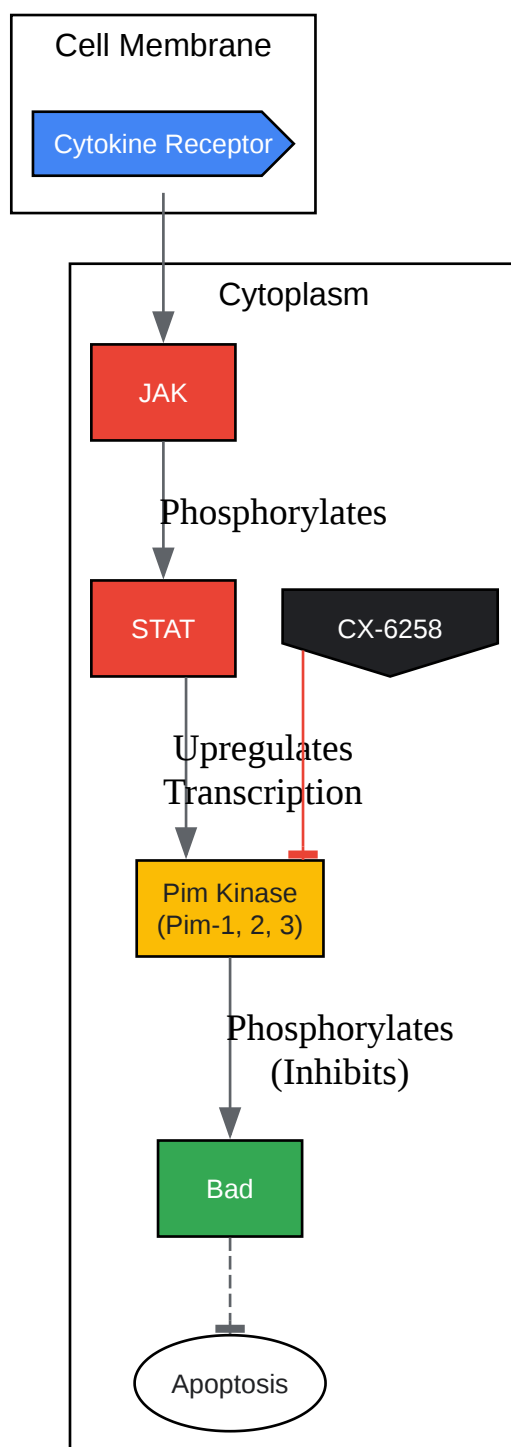 Cell Membrane
Cytokine Receptor
Cytoplasm
JAK
Phosphorylates
STAT
CX-6258
Upregulates
Transcription
Pim Kinase
(Pim-1, 2, 3)
Phosphorylates
(Inhibits)
Bad
Apoptosis